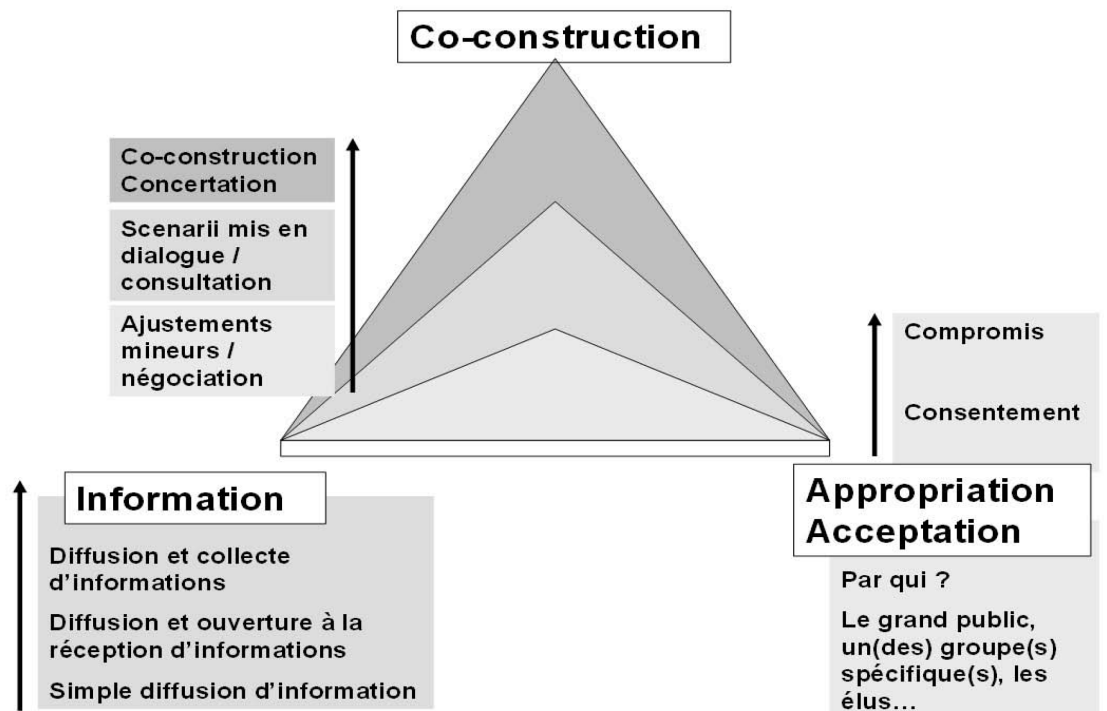 Co-construction
Co-construction
Concertation
Scenarii mis en
dialogue /
consultation
Ajustements
mineurs /
négociation
Compromis
Consentement
Information
Diffusion et collecte
d’informations
Diffusion et ouverture à la
réception d’informations
Simple diffusion d’information
Appropriation
Acceptation
Par qui ?
Le grand public,
un(des) groupe(s)
spécifique(s), les
élus…